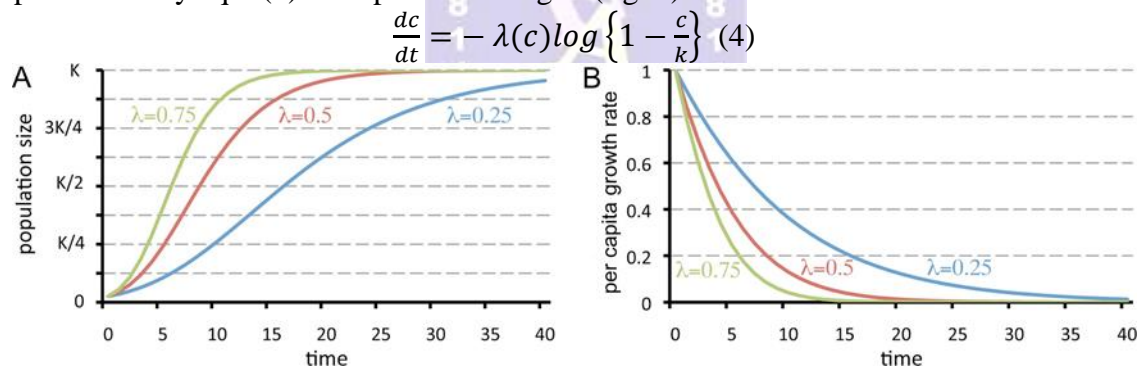 dc/dt = − λ(c)log {1 − c/k} (4)
A
K
3K/4
K/2
K/4
0
population size
λ=0.75
λ=0.5
λ=0.25
0 5 10 15 20 25 30 35 40
time
B
1
0.8
0.6
0.4
0.2
0
per capita growth rate
λ=0.75
λ=0.5
λ=0.25
0 5 10 15 20 25 30 35 40
time